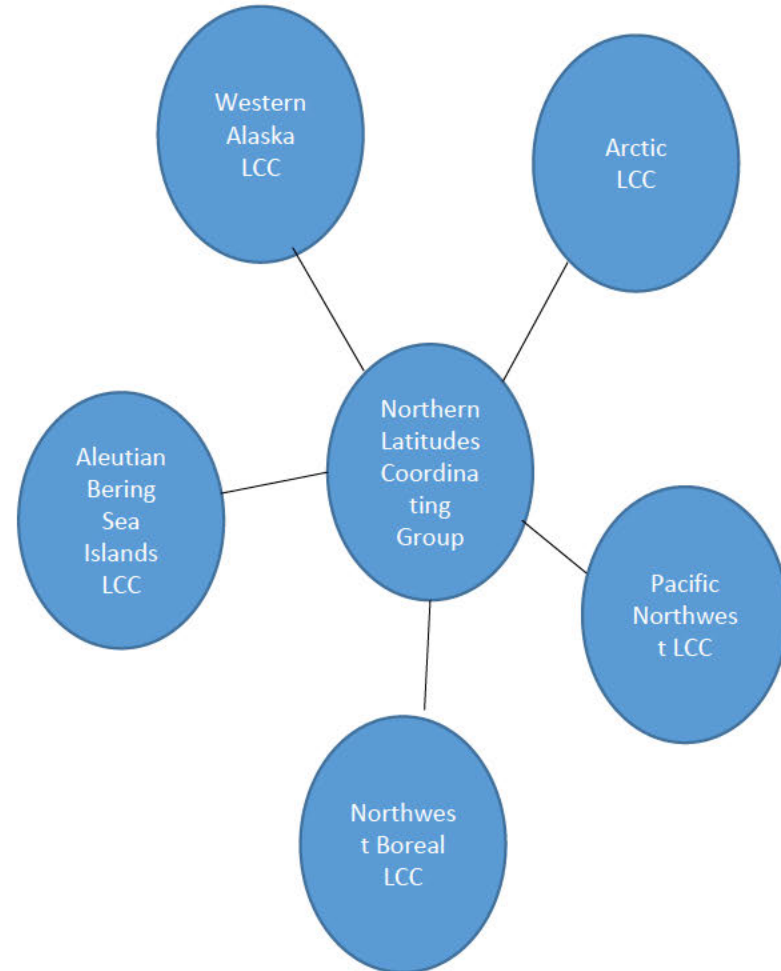 Western
Alaska
LCC
Arctic
LCC
Northern
Latitudes
Coordina
ting
Group
Aleutian
Bering
Sea
Islands
LCC
Pacific
Northwes
t LCC
Northwes
t Boreal
LCC